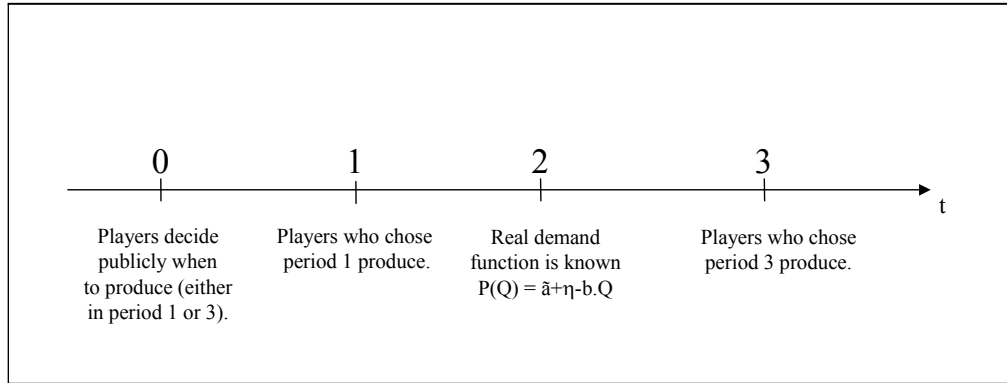 0
1
2
3
t
Players decide
publicly when
to produce (either
in period 1 or 3).
Players who chose
period 1 produce.
Real demand
function is known
P(Q) = ã+η-b.Q
Players who chose
period 3 produce.